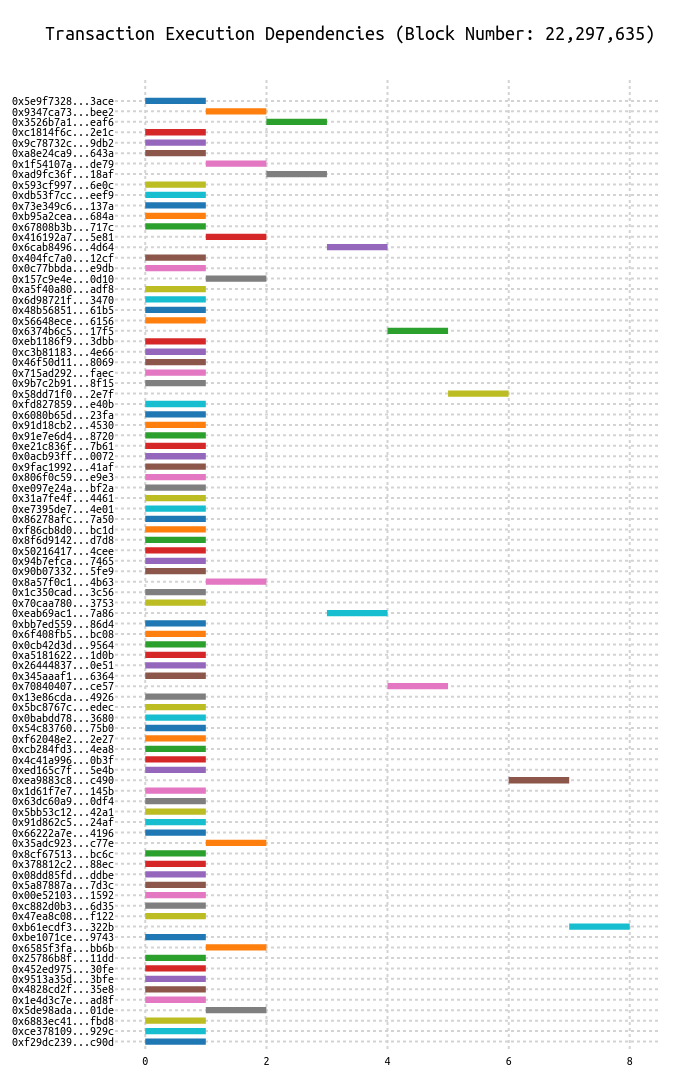 Transaction Execution Dependencies (Block Number: 22,297,635)
0x5e9f7328...3ace
0x9347ca73...bee2
0x3526b7a1...eaf6
0xc1814f6c...2e1c
0x9c78732c...9db2
0xa8e24ca9...643a
0x1f54107a...de79
0xad9fc36f...18af
0x593cf997...6e0c
0xdb53f7cc...eef9
0x73e349c6...137a
0xb95a2cea...684a
0x67808b3b...717c
0x416192a7...5e81
0x6cab8496...4d64
0x404fc7a0...12cf
0x0c77bbda...e9db
0x157c9e4e...0d10
0xa5f40a80...adf8
0x6d98721f...3470
0x48b56851...61b5
0x56648ece...6156
0x6374b6c5...17f5
0xeb1186f9...3dbb
0xc3b81183...4e66
0x46f50d11...8069
0x715ad292...faec
0x9b7c2b91...8f15
0x58dd71f0...2e7f
0xfd827859...e40b
0x6080b65d...23fa
0x91d18cb2...4530
0x91e7e6d4...8720
0xe21c836f...7b61
0x0acb93ff...0072
0x9fac1992...41af
0x806f0c59...e9e3
0xe097e24a...bf2a
0x31a7fe4f...4461
0xe7395de7...4e01
0x86278afc...7a50
0xf86cb8d0...bc1d
0x8f6d9142...d7d8
0x50216417...4cee
0x94b7efca...7465
0x90b07332...5fe9
0x8a57f0c1...4b63
0x1c350cad...3c56
0x70caa780...3753
0xeab69ac1...7a86
0xbb7ed559...86d4
0x6f408fb5...bc08
0x0cb42d3d...9564
0xa5181622...1d0b
0x26444837...0e51
0x345aaaf1...6364
0x70840407...ce57
0x13e86cda...4926
0x5bc8767c...edec
0x0babdd78...3680
0x54c83760...75b0
0xf62048e2...2e27
0xcb284fd3...4ea8
0x4c41a996...0b3f
0xed165c7f...5e4b
0xea9883c8...c490
0x1d61f7e7...145b
0x63dc60a9...0df4
0x5bb53c12...42a1
0x91d862c5...24af
0x66222a7e...4196
0x35adc923...c77e
0x8cf67513...bc6c
0x378812c2...88ec
0x08dd85fd...ddbe
0x5a87887a...7d3c
0x00e52103...1592
0xc882d0b3...6d35
0x47ea8c08...f122
0xb61ecdf3...322b
0xbe1071ce...9743
0x6585f3fa...bb6b
0x25786b8f...11dd
0x452ed975...30fe
0x9513a35d...3bfe
0x4828cd2f...35e8
0x1e4d3c7e...ad8f
0x5de98ada...01de
0x6883ec41...fbd8
0xce378109...929c
0xf29dc239...c90d
0 2 4 6 8